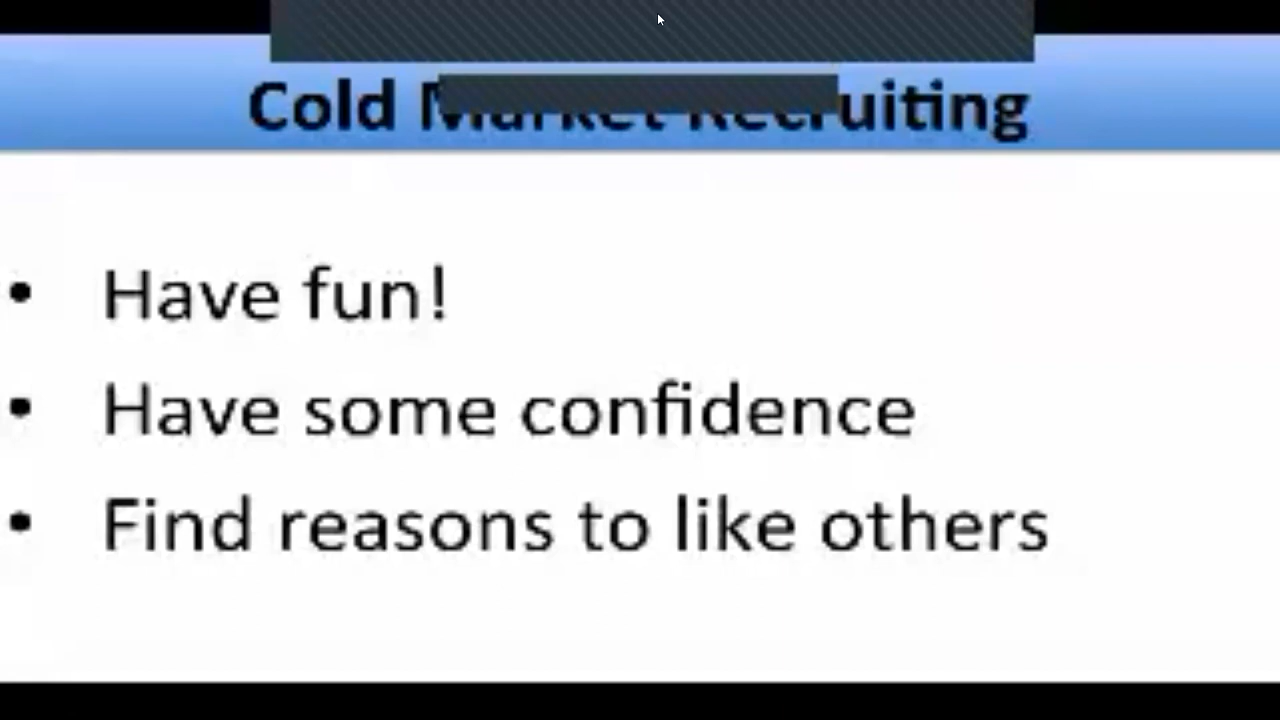 Cold Market Recruiting
• Have fun!
• Have some confidence
• Find reasons to like others